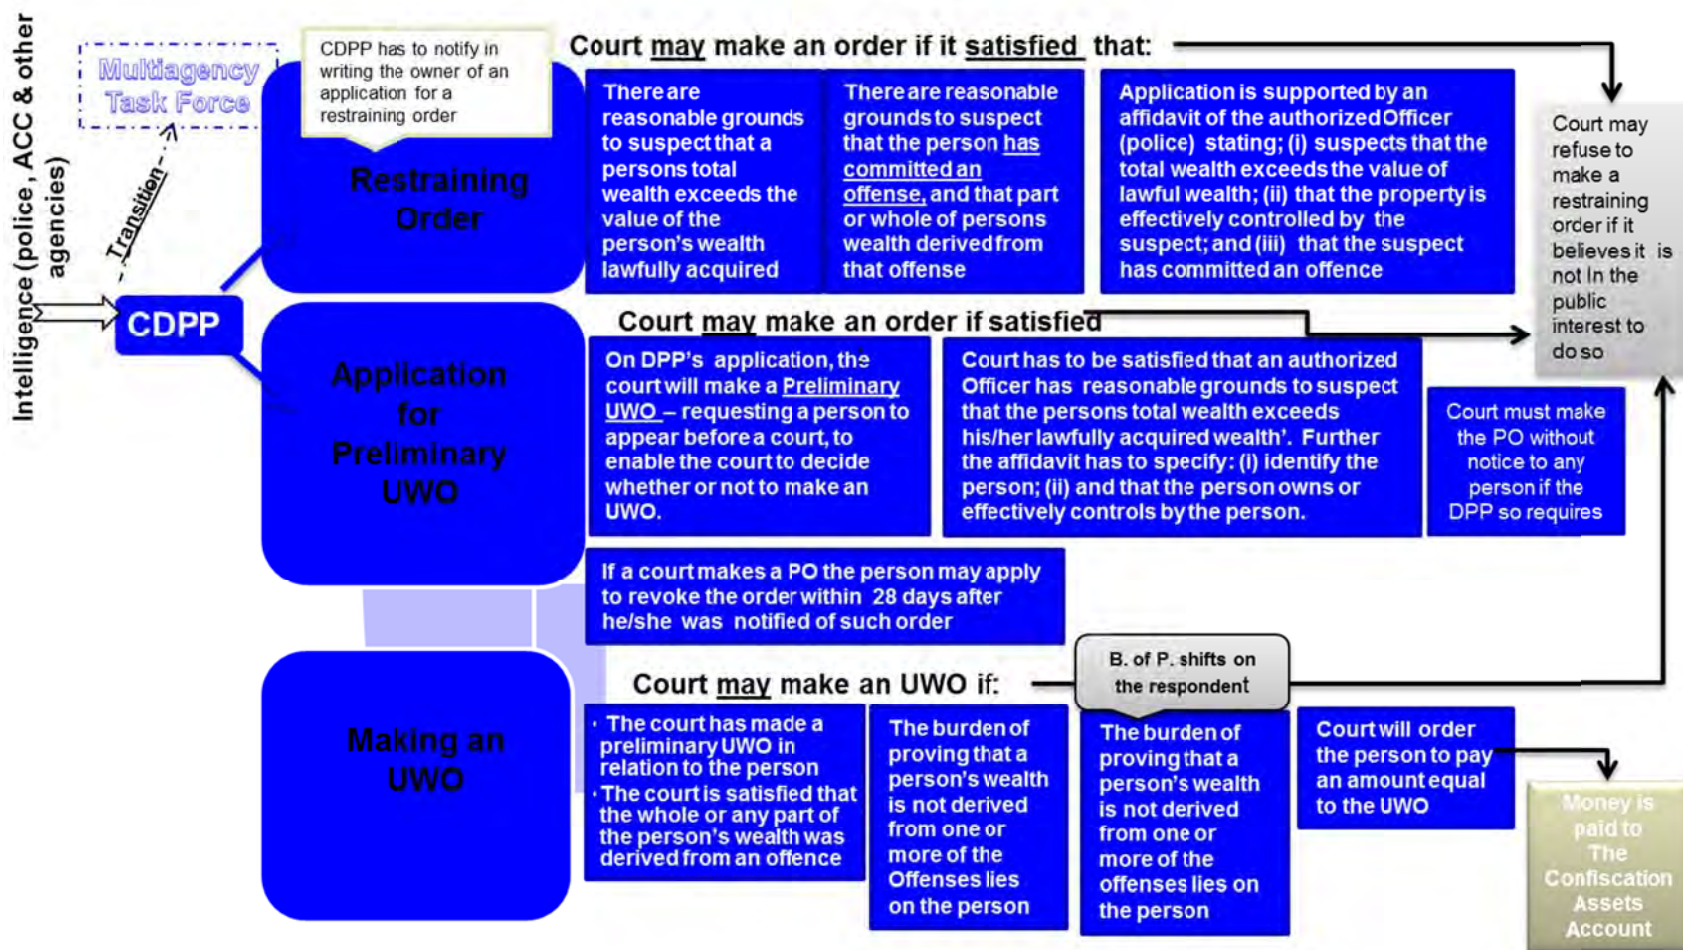 Intelligence (police, ACC & other
agencies)
Multiagency
Task Force
Transition
CDPP
CDPP has to notify in
writing the owner of an
application for a
restraining order
Restraining
Order
Court may make an order if it satisfied that:
There are
reasonable grounds
to suspect that a
persons total
wealth exceeds the
value of the
person's wealth
lawfully acquired
There are reasonable
grounds to suspect
that the person has
committed an
offense, and that part
or whole of persons
wealth derived from
that offense
Application is supported by an
affidavit of the authorized Officer
(police) stating; (i) suspects that the
total wealth exceeds the value of
lawful wealth; (ii) that the property is
effectively controlled by the
suspect; and (iii) that the suspect
has committed an offence
Court may
refuse to
make a
restraining
order if it
believes it is
not In the
public
interest to
do so
Application
for
Preliminary
UWO
Court may make an order if satisfied
On DPP's application, the
court will make a Preliminary
UWO – requesting a person to
appear before a court, to
enable the court to decide
whether or not to make an
UWO.
Court has to be satisfied that an authorized
Officer has reasonable grounds to suspect
that the persons total wealth exceeds
his/her lawfully acquired wealth'. Further
the affidavit has to specify: (i) identify the
person; (ii) and that the person owns or
effectively controls by the person.
Court must make
the PO without
notice to any
person if the
DPP so requires
If a court makes a PO the person may apply
to revoke the order within 28 days after
he/she was notified of such order
Making an
UWO
Court may make an UWO if:
B. of P. shifts on
the respondent
· The court has made a
preliminary UWO in
relation to the person
· The court is satisfied that
the whole or any part of
the person's wealth was
derived from an offence
The burden of
proving that a
person's wealth
is not derived
from one or
more of the
Offenses lies
on the person
The burden of
proving that a
person's wealth
is not derived
from one or
more of the
offenses lies on
the person
Court will order
the person to pay
an amount equal
to the UWO
Money is
paid to
The
Confiscation
Assets
Account